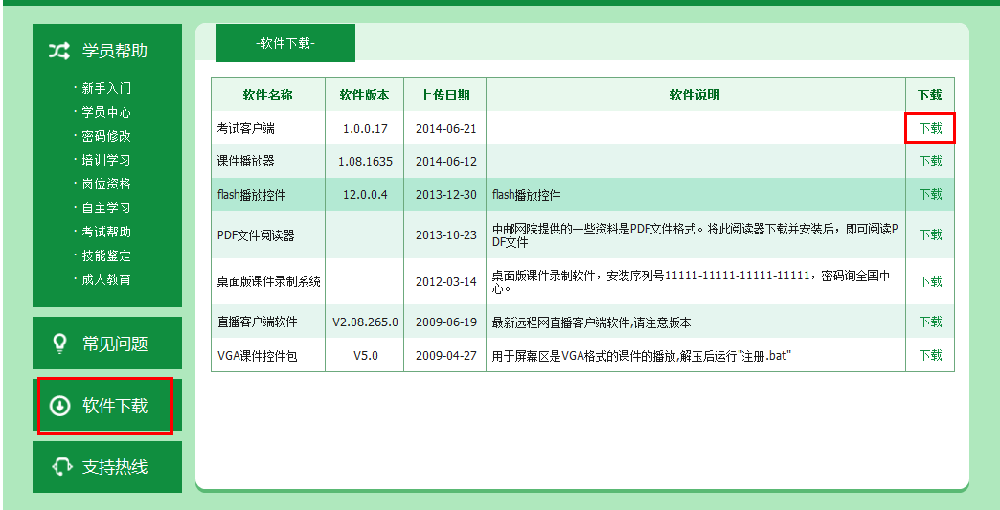 学员帮助
· 新手入门
· 学员中心
· 密码修改
· 培训学习
· 岗位资格
· 自主学习
· 考试帮助
· 技能鉴定
· 成人教育
常见问题
软件下载
支持热线
-软件下载-
软件名称 软件版本 上传日期 软件说明 下载
考试客户端 1.0.0.17 2014-06-21 下载
课件播放器 1.08.1635 2014-06-12 下载
flash播放控件 12.0.0.4 2013-12-30 flash播放控件 下载
PDF文件阅读器 2013-10-23 中邮网院提供的一些资料是PDF文件格式。将此阅读器下载并安装后，即可阅读P
DF文件 下载
桌面版课件录制系统 2012-03-14 桌面版课件录制软件，安装序列号11111-11111-11111-11111，密码询全国中
心。 下载
直播客户端软件 V2.08.265.0 2009-06-19 最新远程网直播客户端软件,请注意版本 下载
VGA课件控件包 V5.0 2009-04-27 用于屏幕区是VGA格式的课件的播放,解压后运行"注册.bat" 下载